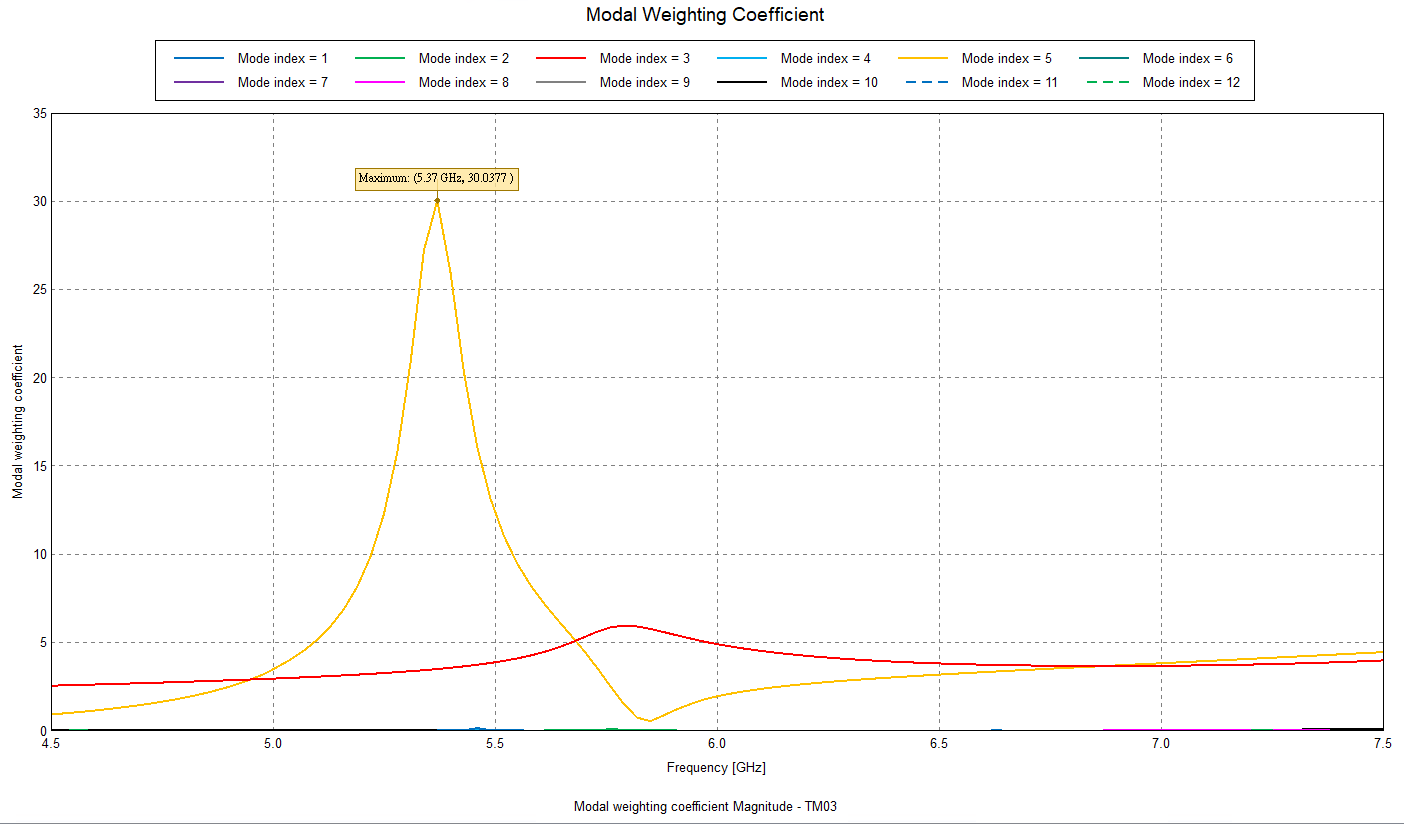 Modal Weighting Coefficient
Mode index = 1 Mode index = 2 Mode index = 3 Mode index = 4 Mode index = 5 Mode index = 6
Mode index = 7 Mode index = 8 Mode index = 9 Mode index = 10 Mode index = 11 Mode index = 12
35
Maximum: (5.37 GHz, 30.0377 )
30
25
20
15
10
5
0
Modal weighting coefficient
4.5 5.0 5.5 6.0 6.5 7.0 7.5
Frequency [GHz]
Modal weighting coefficient Magnitude - TM03